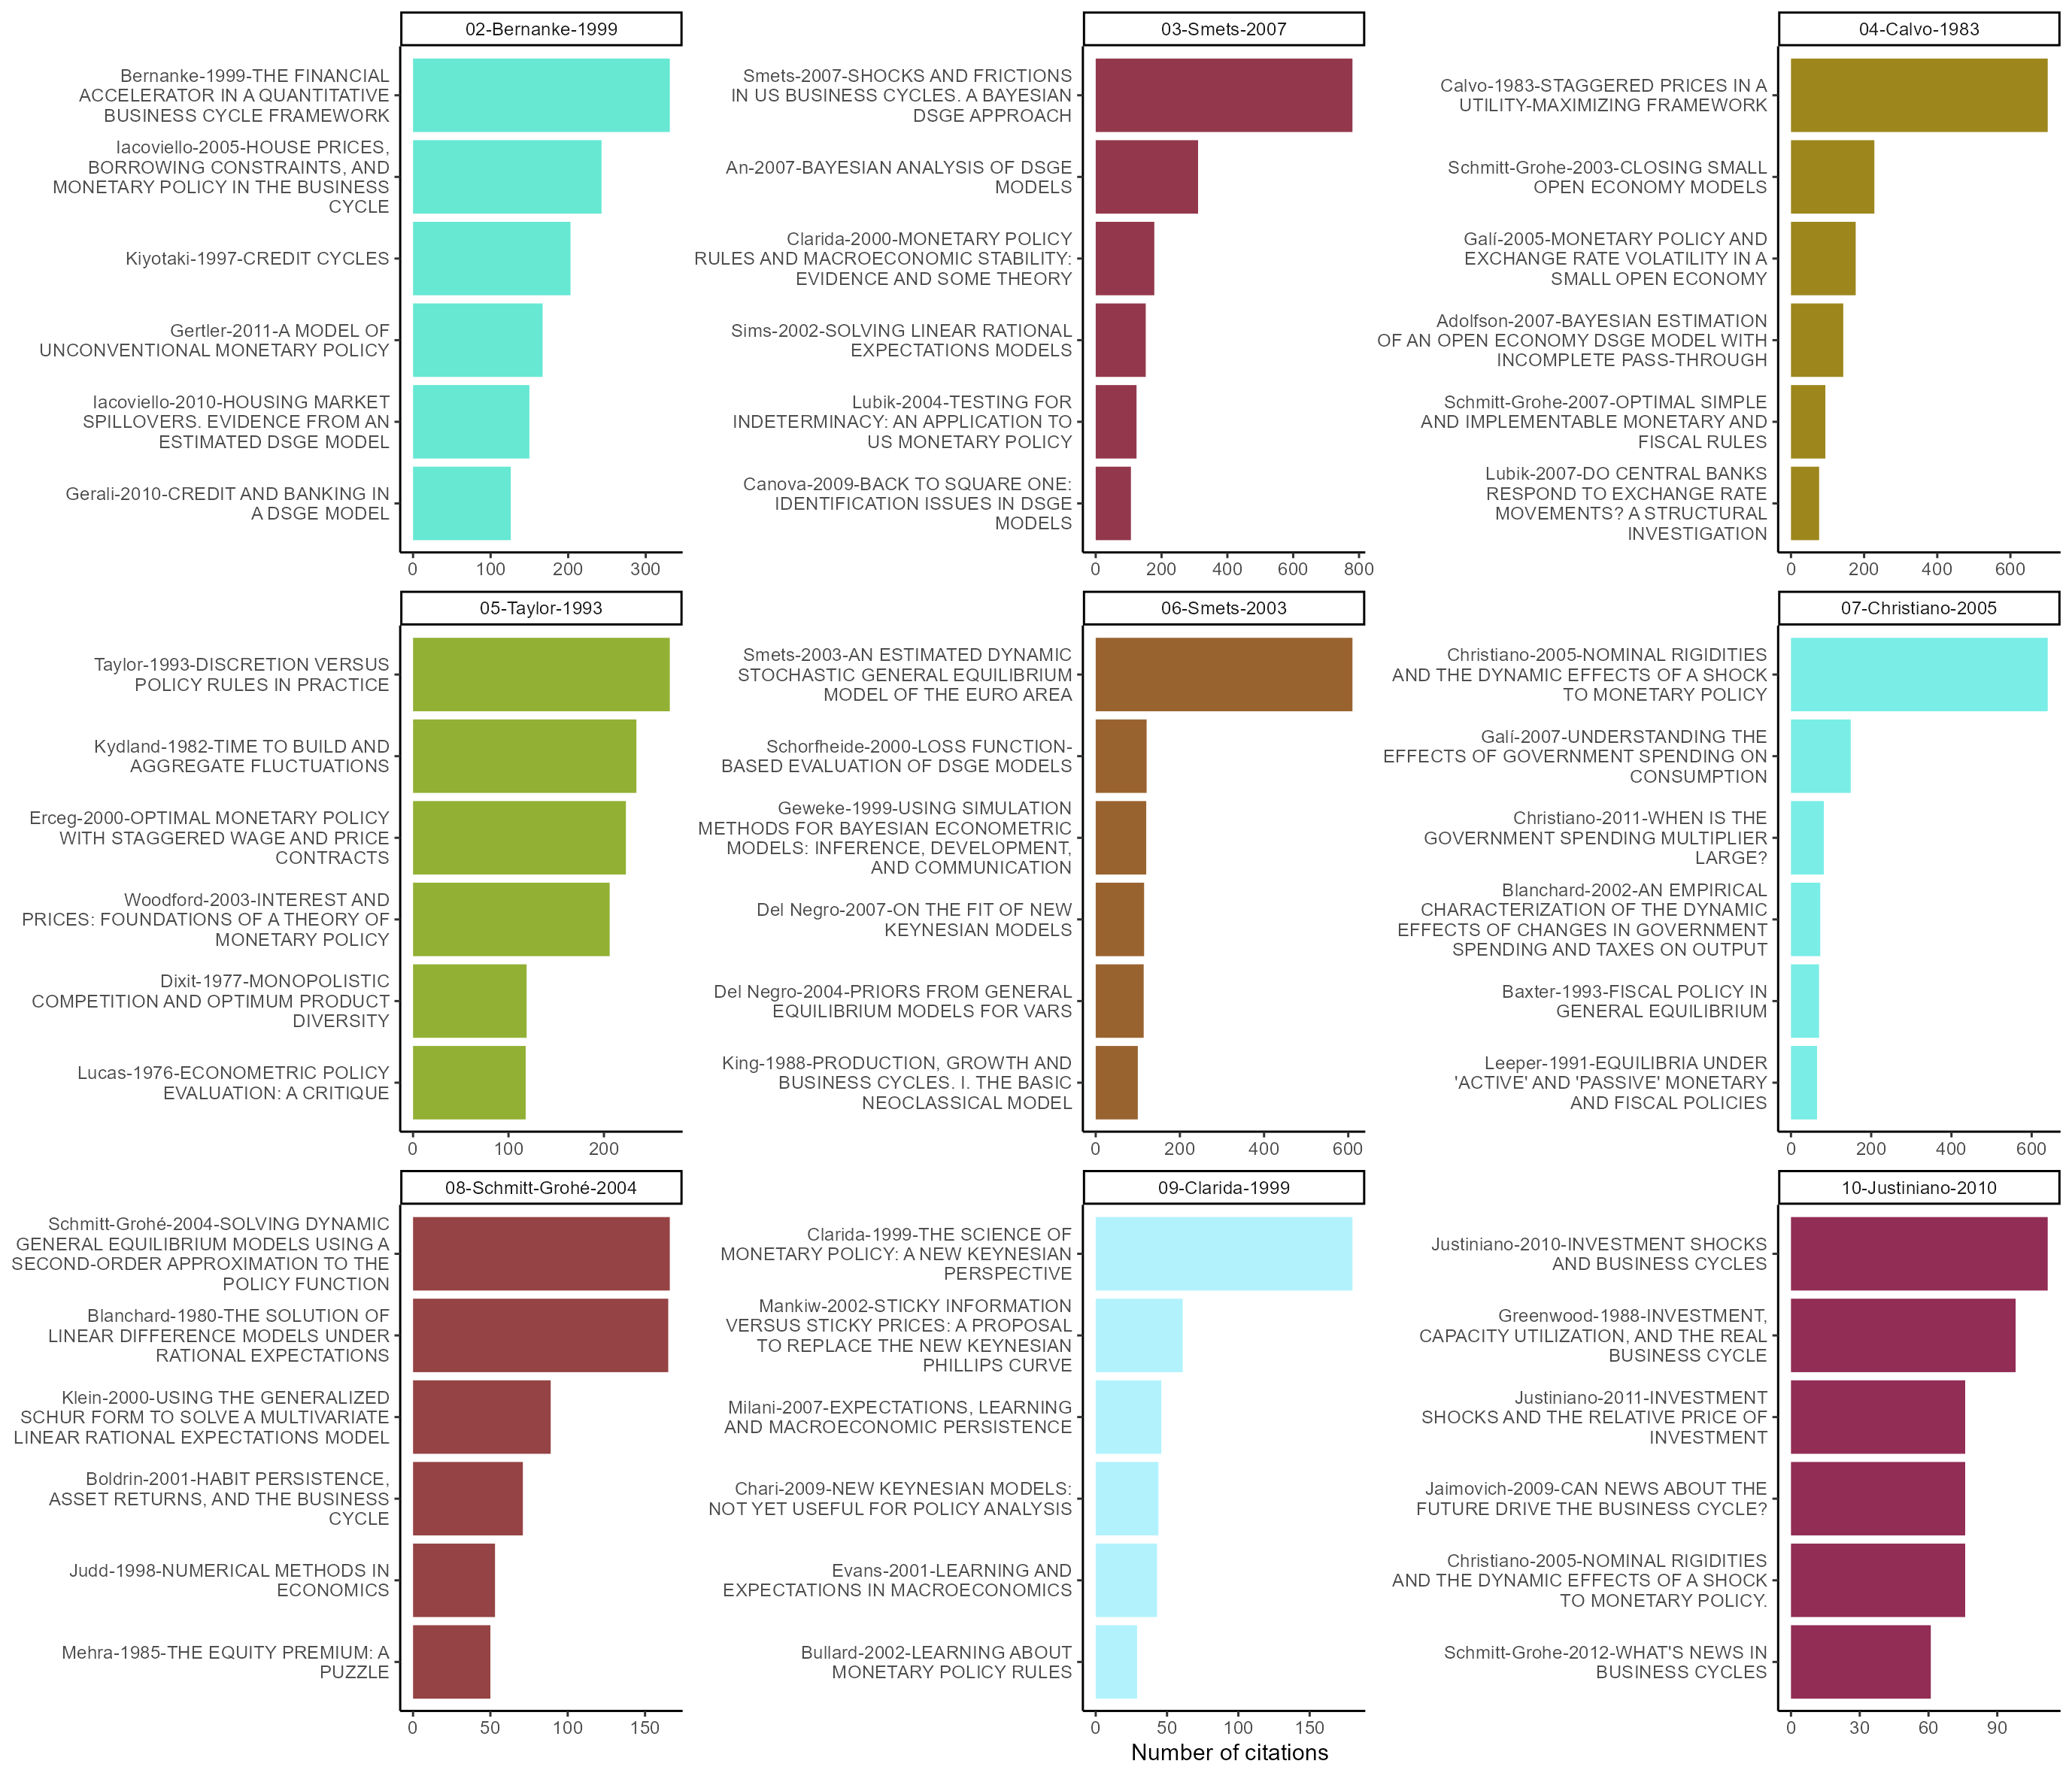 02-Bernanke-1999
Bernanke-1999-THE FINANCIAL
ACCELERATOR IN A QUANTITATIVE
BUSINESS CYCLE FRAMEWORK
Iacoviello-2005-HOUSE PRICES,
BORROWING CONSTRAINTS, AND
MONETARY POLICY IN THE BUSINESS
CYCLE
Kiyotaki-1997-CREDIT CYCLES
Gertler-2011-A MODEL OF
UNCONVENTIONAL MONETARY POLICY
Iacoviello-2010-HOUSING MARKET
SPILLOVERS. EVIDENCE FROM AN
ESTIMATED DSGE MODEL
Gerali-2010-CREDIT AND BANKING IN
A DSGE MODEL
0 100 200 300
03-Smets-2007
Smets-2007-SHOCKS AND FRICTIONS
IN US BUSINESS CYCLES. A BAYESIAN
DSGE APPROACH
An-2007-BAYESIAN ANALYSIS OF DSGE
MODELS
Clarida-2000-MONETARY POLICY
RULES AND MACROECONOMIC STABILITY:
EVIDENCE AND SOME THEORY
Sims-2002-SOLVING LINEAR RATIONAL
EXPECTATIONS MODELS
Lubik-2004-TESTING FOR
INDETERMINACY: AN APPLICATION TO
US MONETARY POLICY
Canova-2009-BACK TO SQUARE ONE:
IDENTIFICATION ISSUES IN DSGE
MODELS
0 200 400 600 800
04-Calvo-1983
Calvo-1983-STAGGERED PRICES IN A
UTILITY-MAXIMIZING FRAMEWORK
Schmitt-Grohe-2003-CLOSING SMALL
OPEN ECONOMY MODELS
Galí-2005-MONETARY POLICY AND
EXCHANGE RATE VOLATILITY IN A
SMALL OPEN ECONOMY
Adolfson-2007-BAYESIAN ESTIMATION
OF AN OPEN ECONOMY DSGE MODEL WITH
INCOMPLETE PASS-THROUGH
Schmitt-Grohe-2007-OPTIMAL SIMPLE
AND IMPLEMENTABLE MONETARY AND
FISCAL RULES
Lubik-2007-DO CENTRAL BANKS
RESPOND TO EXCHANGE RATE
MOVEMENTS? A STRUCTURAL
INVESTIGATION
0 200 400 600
05-Taylor-1993
Taylor-1993-DISCRETION VERSUS
POLICY RULES IN PRACTICE
Kydland-1982-TIME TO BUILD AND
AGGREGATE FLUCTUATIONS
Erceg-2000-OPTIMAL MONETARY POLICY
WITH STAGGERED WAGE AND PRICE
CONTRACTS
Woodford-2003-INTEREST AND
PRICES: FOUNDATIONS OF A THEORY OF
MONETARY POLICY
Dixit-1977-MONOPOLISTIC
COMPETITION AND OPTIMUM PRODUCT
DIVERSITY
Lucas-1976-ECONOMETRIC POLICY
EVALUATION: A CRITIQUE
0 100 200
06-Smets-2003
Smets-2003-AN ESTIMATED DYNAMIC
STOCHASTIC GENERAL EQUILIBRIUM
MODEL OF THE EURO AREA
Schorfheide-2000-LOSS FUNCTION-
BASED EVALUATION OF DSGE MODELS
Geweke-1999-USING SIMULATION
METHODS FOR BAYESIAN ECONOMETRIC
MODELS: INFERENCE, DEVELOPMENT,
AND COMMUNICATION
Del Negro-2007-ON THE FIT OF NEW
KEYNESIAN MODELS
Del Negro-2004-PRIORS FROM GENERAL
EQUILIBRIUM MODELS FOR VARS
King-1988-PRODUCTION, GROWTH AND
BUSINESS CYCLES. I. THE BASIC
NEOCLASSICAL MODEL
0 200 400 600
07-Christiano-2005
Christiano-2005-NOMINAL RIGIDITIES
AND THE DYNAMIC EFFECTS OF A SHOCK
TO MONETARY POLICY
Galí-2007-UNDERSTANDING THE
EFFECTS OF GOVERNMENT SPENDING ON
CONSUMPTION
Christiano-2011-WHEN IS THE
GOVERNMENT SPENDING MULTIPLIER
LARGE?
Blanchard-2002-AN EMPIRICAL
CHARACTERIZATION OF THE DYNAMIC
EFFECTS OF CHANGES IN GOVERNMENT
SPENDING AND TAXES ON OUTPUT
Baxter-1993-FISCAL POLICY IN
GENERAL EQUILIBRIUM
Leeper-1991-EQUILIBRIA UNDER
'ACTIVE' AND 'PASSIVE' MONETARY
AND FISCAL POLICIES
0 200 400 600
08-Schmitt-Grohé-2004
Schmitt-Grohé-2004-SOLVING DYNAMIC
GENERAL EQUILIBRIUM MODELS USING A
SECOND-ORDER APPROXIMATION TO THE
POLICY FUNCTION
Blanchard-1980-THE SOLUTION OF
LINEAR DIFFERENCE MODELS UNDER
RATIONAL EXPECTATIONS
Klein-2000-USING THE GENERALIZED
SCHUR FORM TO SOLVE A MULTIVARIATE
LINEAR RATIONAL EXPECTATIONS MODEL
Boldrin-2001-HABIT PERSISTENCE,
ASSET RETURNS, AND THE BUSINESS
CYCLE
Judd-1998-NUMERICAL METHODS IN
ECONOMICS
Mehra-1985-THE EQUITY PREMIUM: A
PUZZLE
0 50 100 150
09-Clarida-1999
Clarida-1999-THE SCIENCE OF
MONETARY POLICY: A NEW KEYNESIAN
PERSPECTIVE
Mankiw-2002-STICKY INFORMATION
VERSUS STICKY PRICES: A PROPOSAL
TO REPLACE THE NEW KEYNESIAN
PHILLIPS CURVE
Milani-2007-EXPECTATIONS, LEARNING
AND MACROECONOMIC PERSISTENCE
Chari-2009-NEW KEYNESIAN MODELS:
NOT YET USEFUL FOR POLICY ANALYSIS
Evans-2001-LEARNING AND
EXPECTATIONS IN MACROECONOMICS
Bullard-2002-LEARNING ABOUT
MONETARY POLICY RULES
0 50 100 150
10-Justiniano-2010
Justiniano-2010-INVESTMENT SHOCKS
AND BUSINESS CYCLES
Greenwood-1988-INVESTMENT,
CAPACITY UTILIZATION, AND THE REAL
BUSINESS CYCLE
Justiniano-2011-INVESTMENT
SHOCKS AND THE RELATIVE PRICE OF
INVESTMENT
Jaimovich-2009-CAN NEWS ABOUT THE
FUTURE DRIVE THE BUSINESS CYCLE?
Christiano-2005-NOMINAL RIGIDITIES
AND THE DYNAMIC EFFECTS OF A SHOCK
TO MONETARY POLICY.
Schmitt-Grohe-2012-WHAT'S NEWS IN
BUSINESS CYCLES
0 30 60 90
Number of citations